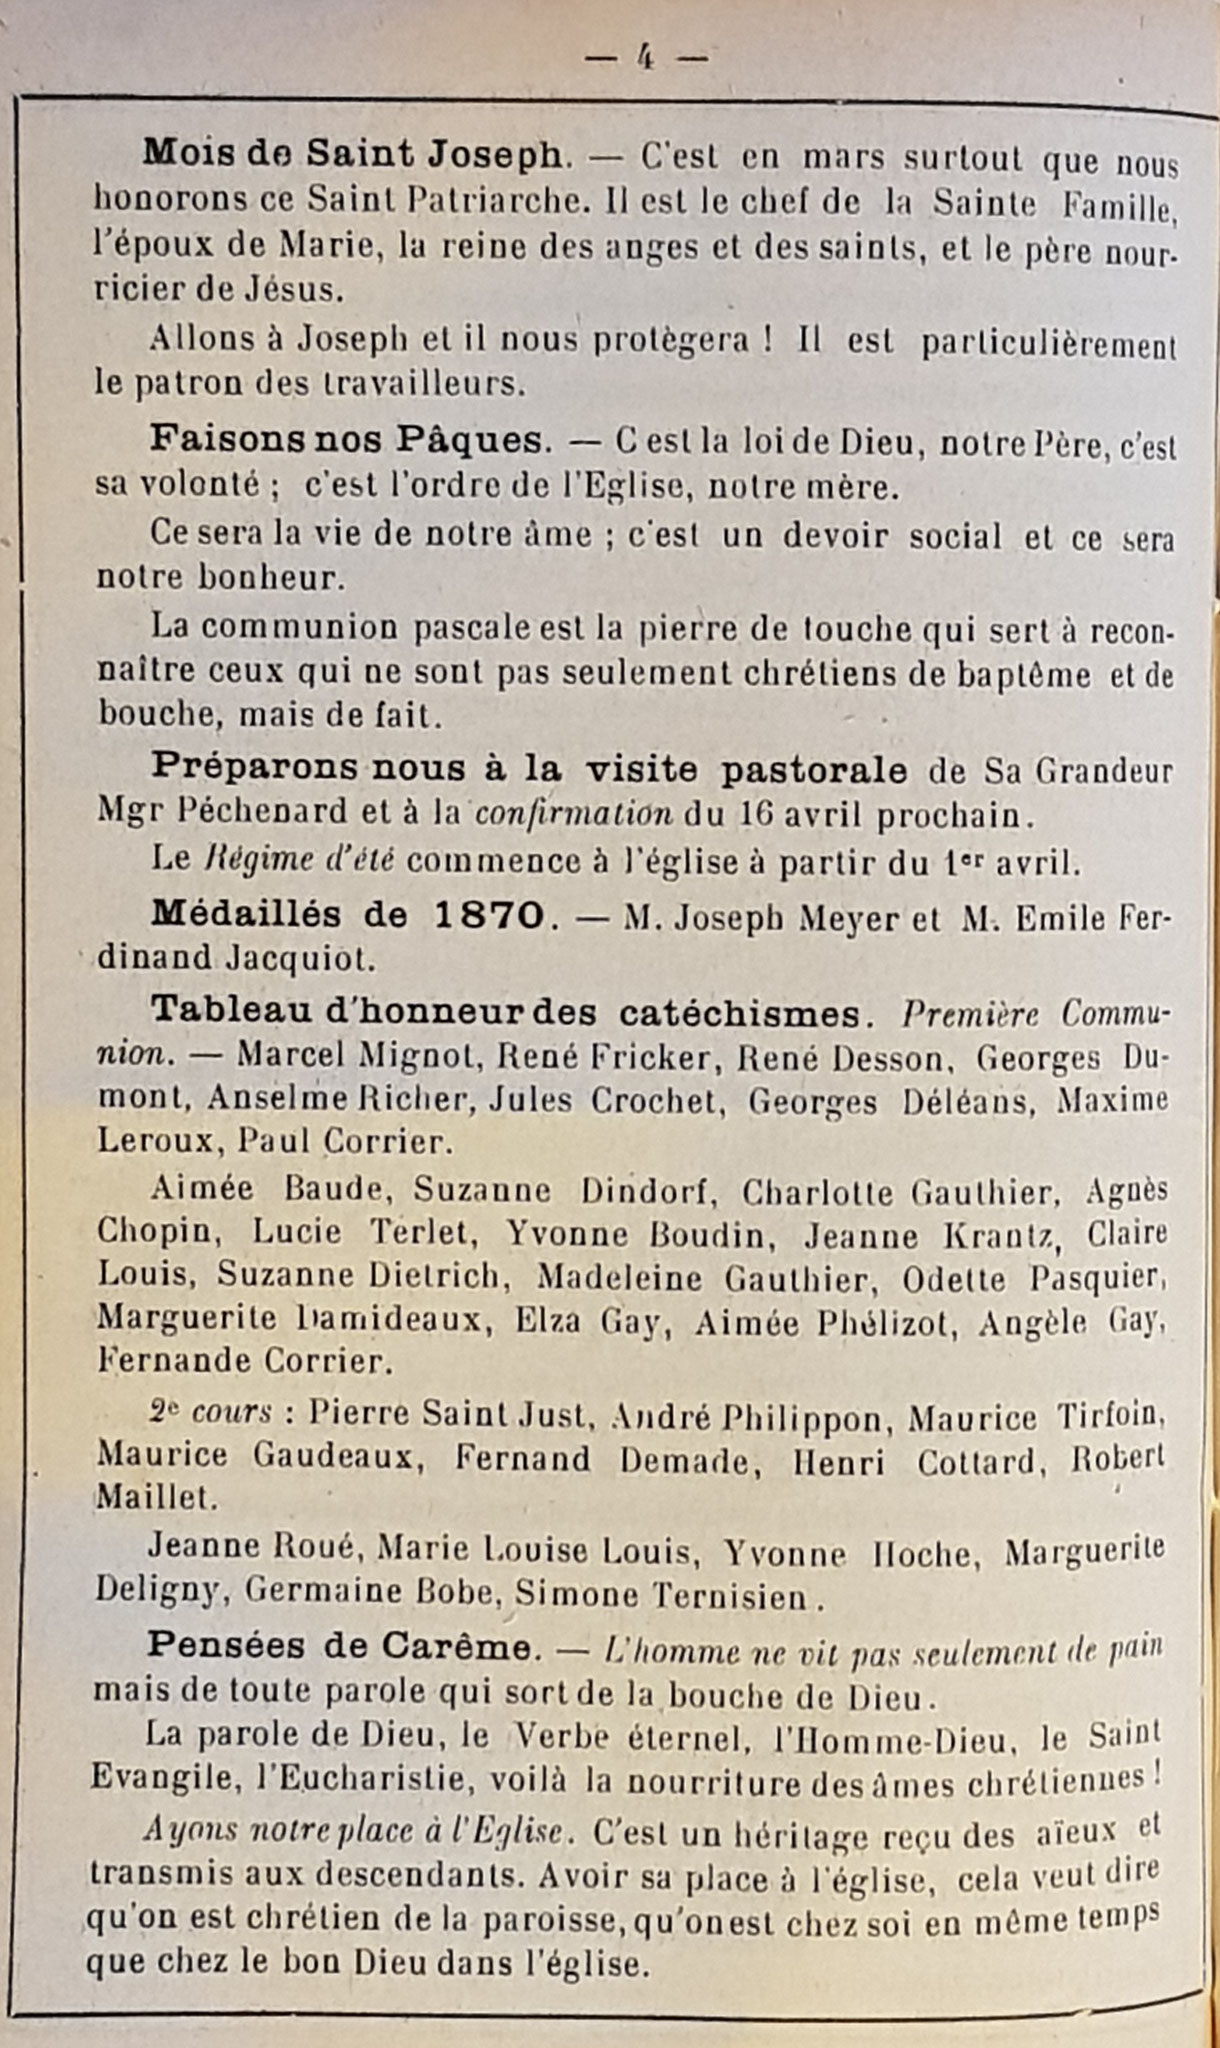 — 4 —
Mois de Saint Joseph. — C'est en mars surtout que nous
honorons ce Saint Patriarche. Il est le chef de la Sainte Famille,
l'époux de Marie, la reine des anges et des saints, et le père nour-
ricier de Jésus.
Allons à Joseph et il nous protègera ! Il est particulièrement
le patron des travailleurs.
Faisons nos Pâques. — C est la loi de Dieu, notre Père, c'est
sa volonté ; c'est l'ordre de l'Eglise, notre mère.
Ce sera la vie de notre âme ; c'est un devoir social et ce sera
notre bonheur.
La communion pascale est la pierre de touche qui sert à recon-
naître ceux qui ne sont pas seulement chrétiens de baptême et de
bouche, mais de fait.
Préparons nous à la visite pastorale de Sa Grandeur
Mgr Péchenard et à la confirmation du 16 avril prochain.
Le Régime d'été commence à l'église à partir du 1er avril.
Médaillés de 1870. — M. Joseph Meyer et M. Emile Fer-
dinand Jacquiot.
Tableau d'honneur des catéchismes. Première Commu-
nion. — Marcel Mignot, René Fricker, René Desson, Georges Du-
mont, Anselme Richer, Jules Crochet, Georges Déléans, Maxime
Leroux, Paul Corrier.
Aimée Baude, Suzanne Dindorf, Charlotte Gauthier, Agnès
Chopin, Lucie Terlet, Yvonne Boudin, Jeanne Krantz, Claire
Louis, Suzanne Dietrich, Madeleine Gauthier, Odette Pasquier,
Marguerite Damideaux, Elza Gay, Aimée Phélizot, Angèle Gay,
Fernande Corrier.
2e cours : Pierre Saint Just, André Philippon, Maurice Tirfoin,
Maurice Gaudeaux, Fernand Demade, Henri Cottard, Robert
Maillet.
Jeanne Roué, Marie Louise Louis, Yvonne Hoche, Marguerite
Deligny, Germaine Bobe, Simone Ternisien.
Pensées de Carême. — L'homme ne vit pas seulement de pain
mais de toute parole qui sort de la bouche de Dieu.
La parole de Dieu, le Verbe éternel, l'Homme-Dieu, le Saint
Evangile, l'Eucharistie, voilà la nourriture des âmes chrétiennes !
Ayons notre place à l'Eglise. C'est un héritage reçu des aïeux et
transmis aux descendants. Avoir sa place à l'église, cela veut dire
qu'on est chrétien de la paroisse, qu'on est chez soi en même temps
que chez le bon Dieu dans l'église.